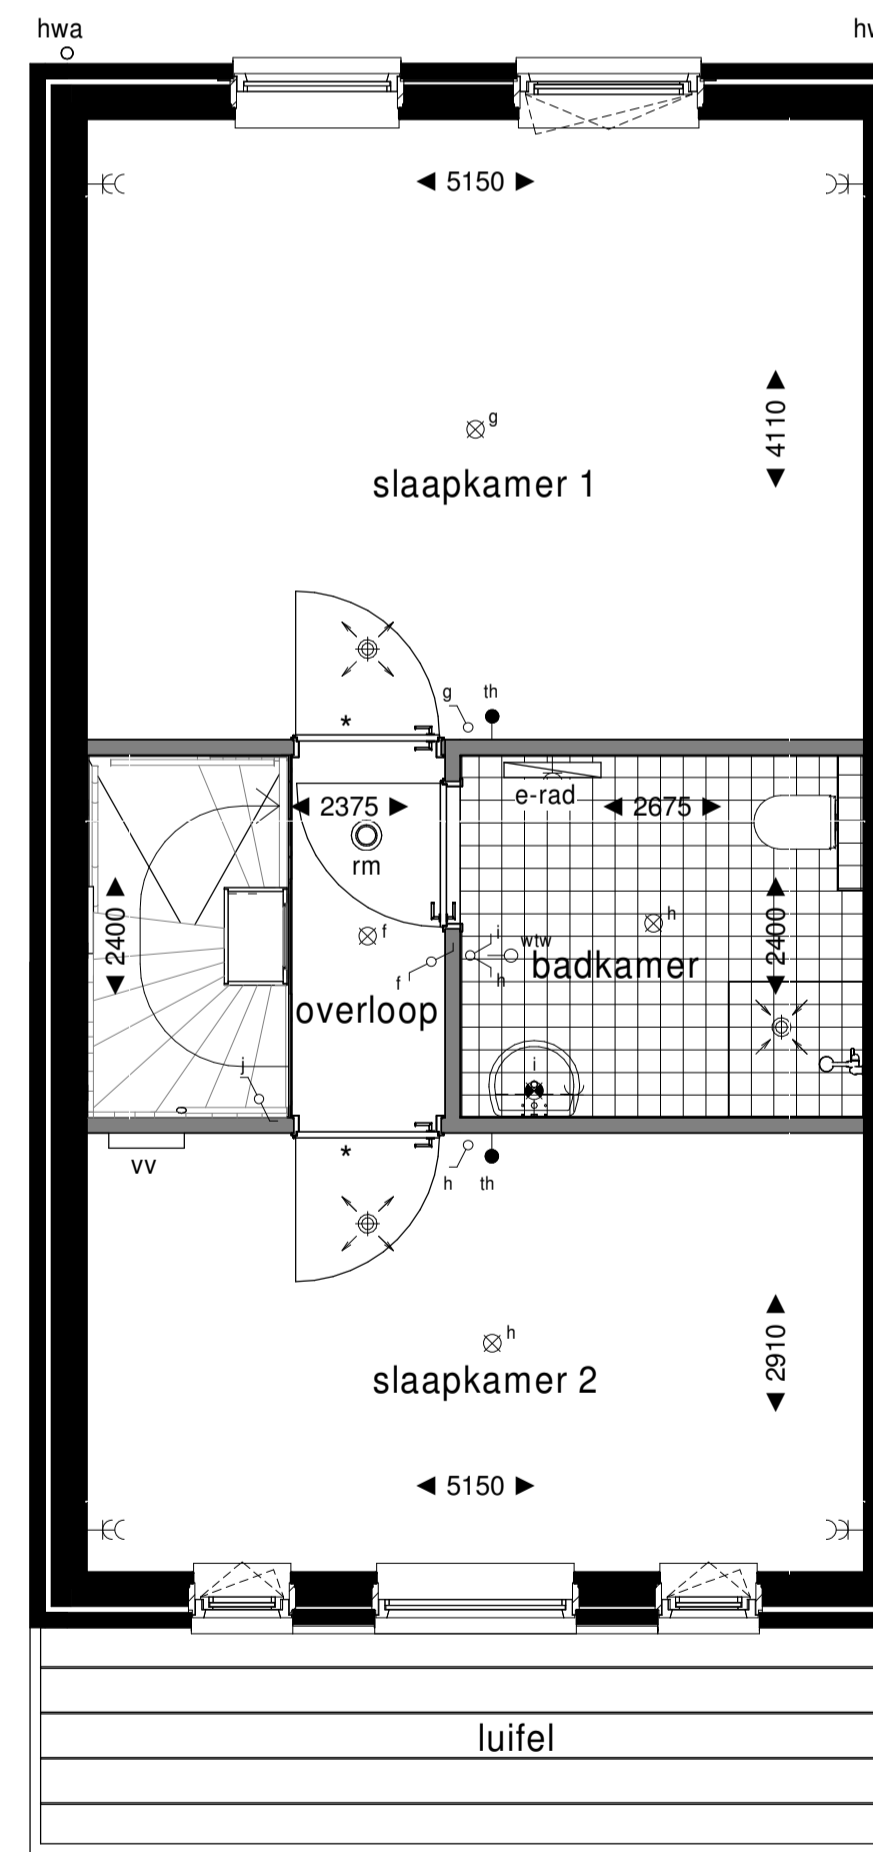 hwa
◄ 5150 ►
◄ 4110 ►
g
slaapkamer 1
g
th
*
e-rad
◄ 2375 ►
◄ 2675 ►
rm
◄ 2400 ►
◄ 2400 ►
f
i
wtw
h
h
f
badkamer
overloop
j
i
*
vv
h
th
h
◄ 2910 ►
slaapkamer 2
◄ 5150 ►
luifel